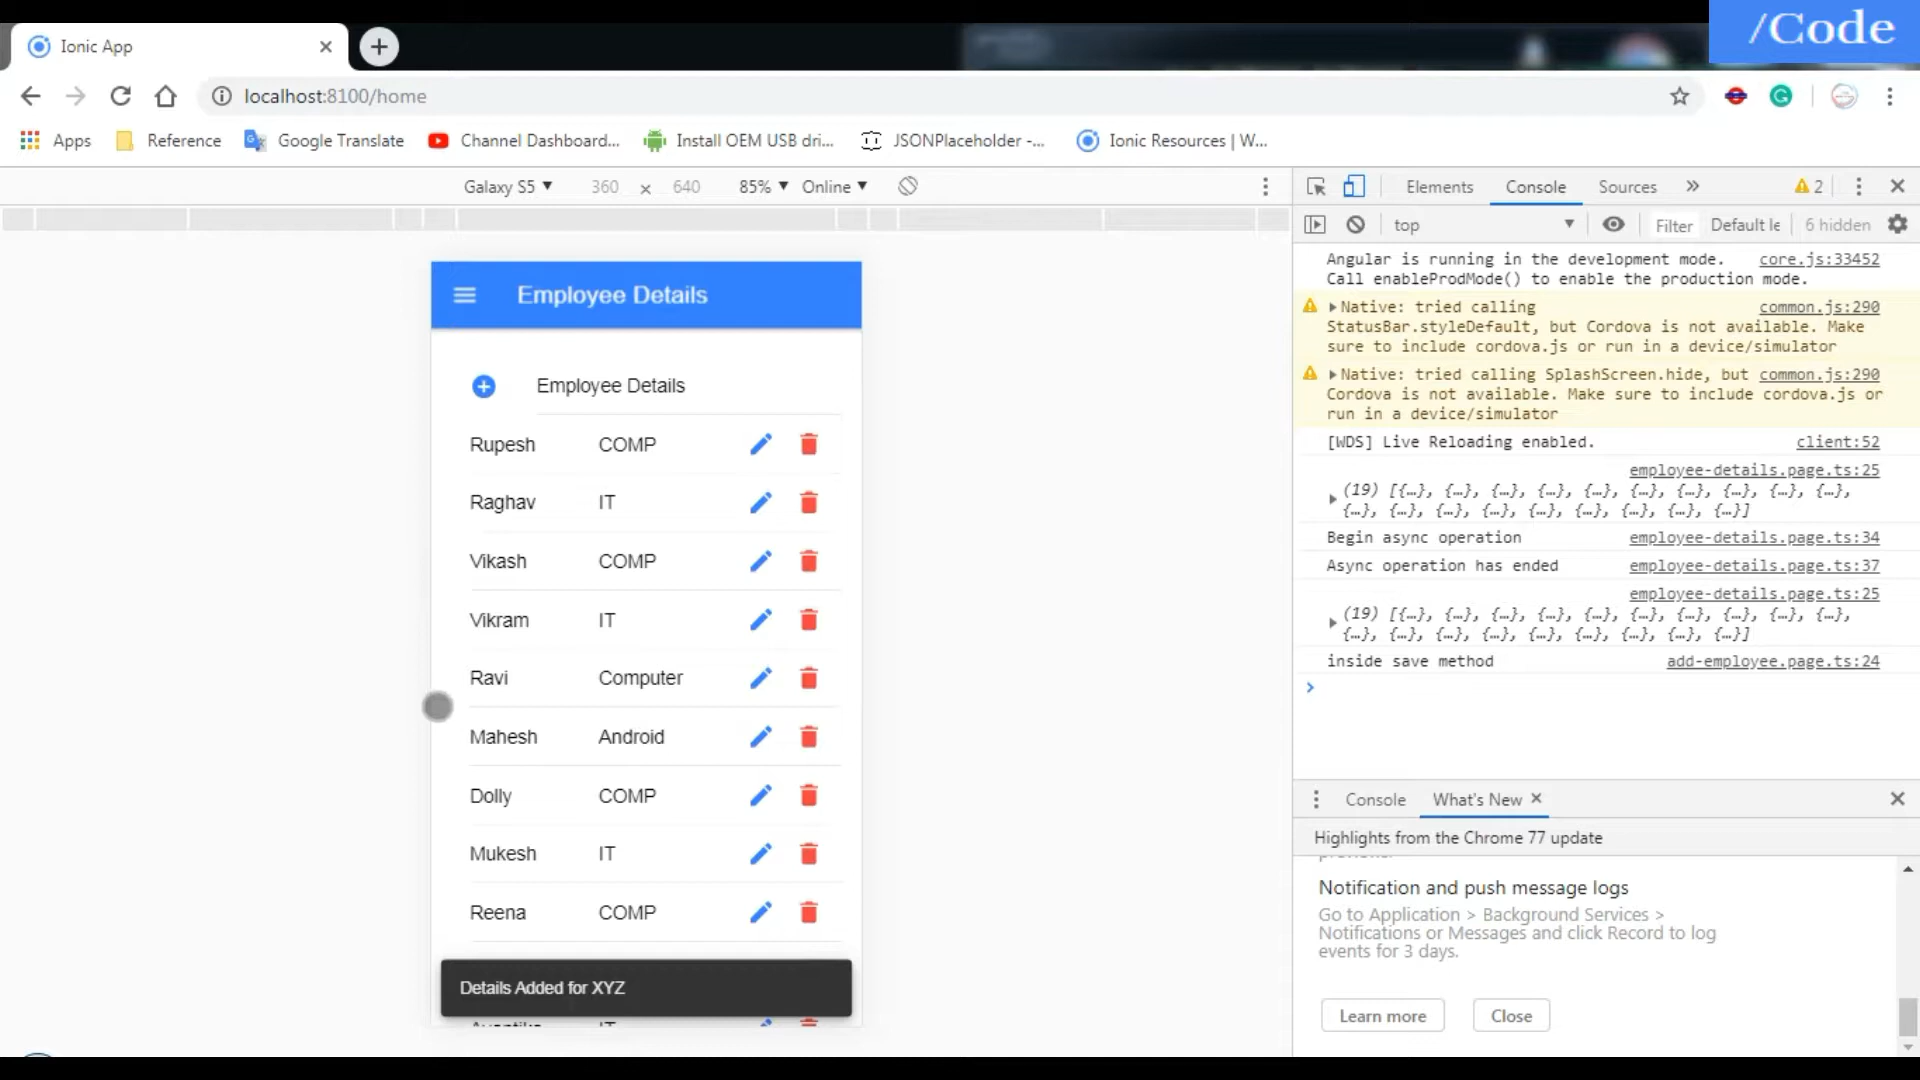 /Code
Ionic App
localhost:8100/home
Apps
Reference
Google Translate
Channel Dashboard...
Install OEM USB dri...
JSONPlaceholder -...
Ionic Resources | W...
Galaxy S5 ▼ 360 x 640 85% ▼ Online ▼
Elements Console Sources » 2
top ▼ Filter Default le 6 hidden
Employee Details
Employee Details
Rupesh COMP
Raghav IT
Vikash COMP
Vikram IT
Ravi Computer
Mahesh Android
Dolly COMP
Mukesh IT
Reena COMP
Details Added for XYZ
Angular is running in the development mode. core.js:33452
Call enableProdMode() to enable the production mode.
▶Native: tried calling common.js:290
StatusBar.styleDefault, but Cordova is not available. Make
sure to include cordova.js or run in a device/simulator
▶Native: tried calling SplashScreen.hide, but common.js:290
Cordova is not available. Make sure to include cordova.js or
run in a device/simulator
[WDS] Live Reloading enabled. client:52
employee-details.page.ts:25
(19) [{…}, {…}, {…}, {…}, {…}, {…}, {…}, {…}, {…}, {…},
{…}, {…}, {…}, {…}, {…}, {…}, {…}, {…}, {…}]
Begin async operation employee-details.page.ts:34
Async operation has ended employee-details.page.ts:37
employee-details.page.ts:25
(19) [{…}, {…}, {…}, {…}, {…}, {…}, {…}, {…}, {…}, {…},
{…}, {…}, {…}, {…}, {…}, {…}, {…}, {…}, {…}]
inside save method add-employee.page.ts:24
Console What's New
Highlights from the Chrome 77 update
Notification and push message logs
Go to Application > Background Services >
Notifications or Messages and click Record to log
events for 3 days.
Learn more Close